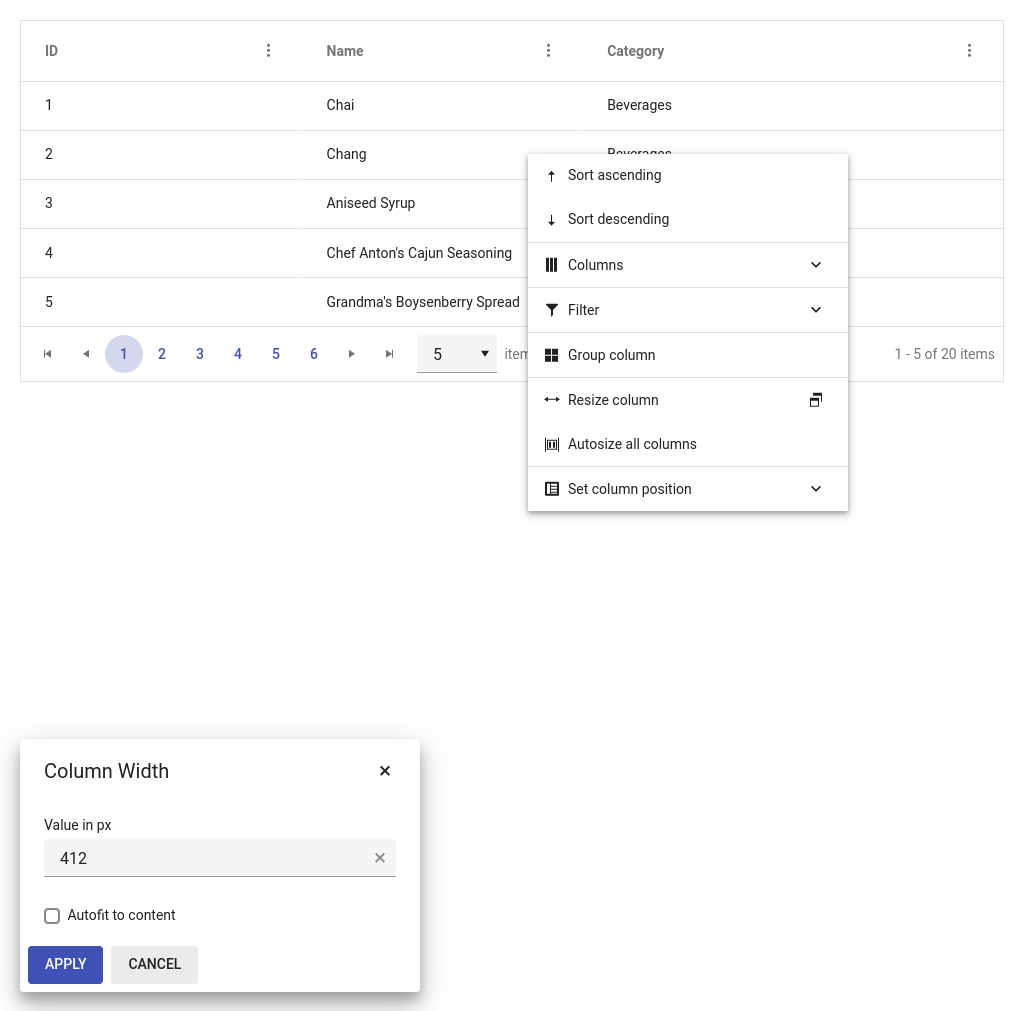 ID Name Category
1 Chai Beverages
2 Chang Beverages
3 Aniseed Syrup
4 Chef Anton's Cajun Seasoning
5 Grandma's Boysenberry Spread
1 2 3 4 5 6 5 1 - 5 of 20 items
Sort ascending
Sort descending
Columns
Filter
Group column
Resize column
Autosize all columns
Set column position
Column Width
Value in px
412
Autofit to content
APPLY CANCEL